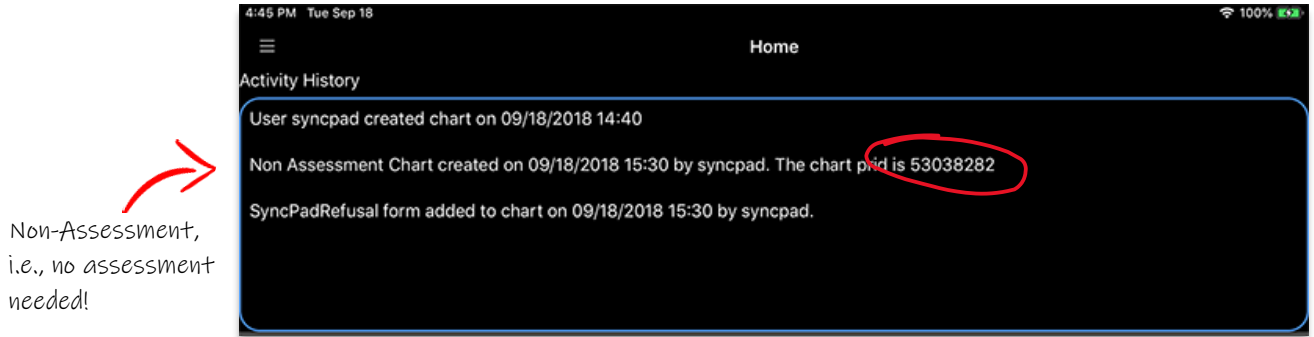 4:45 PM Tue Sep 18
100%
Home
Activity History
User syncpad created chart on 09/18/2018 14:40
Non Assessment Chart created on 09/18/2018 15:30 by syncpad. The chart prid is 53038282
SyncPadRefusal form added to chart on 09/18/2018 15:30 by syncpad.
Non-Assessment,
i.e., no assessment
needed!